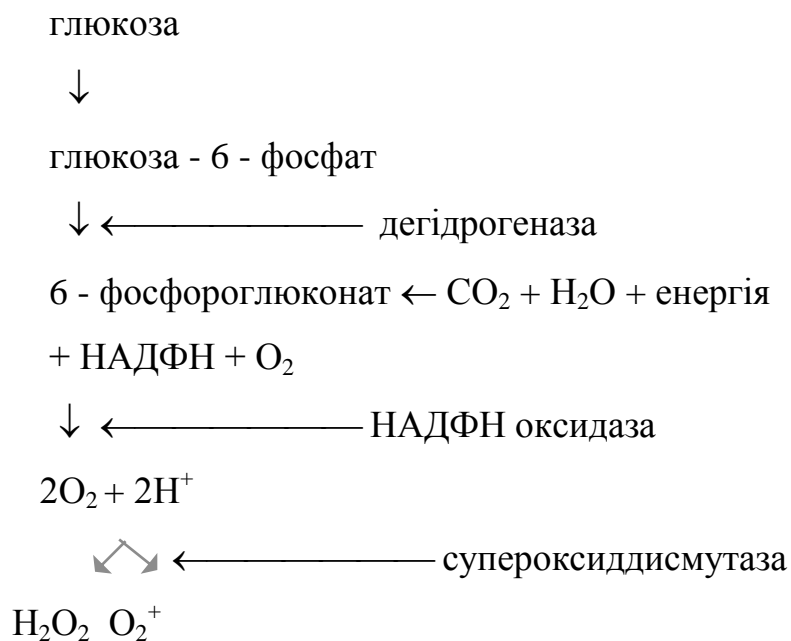 глюкоза
↓
глюкоза - 6 - фосфат
↓ ← дегідрогеназа
6 - фосфороглюконат ← CO₂ + H₂O + енергія
+ НАДФН + O₂
↓ ← НАДФН оксидаза
2O₂ + 2H⁺
← супероксиддисмутаза
H₂O₂ O₂⁺